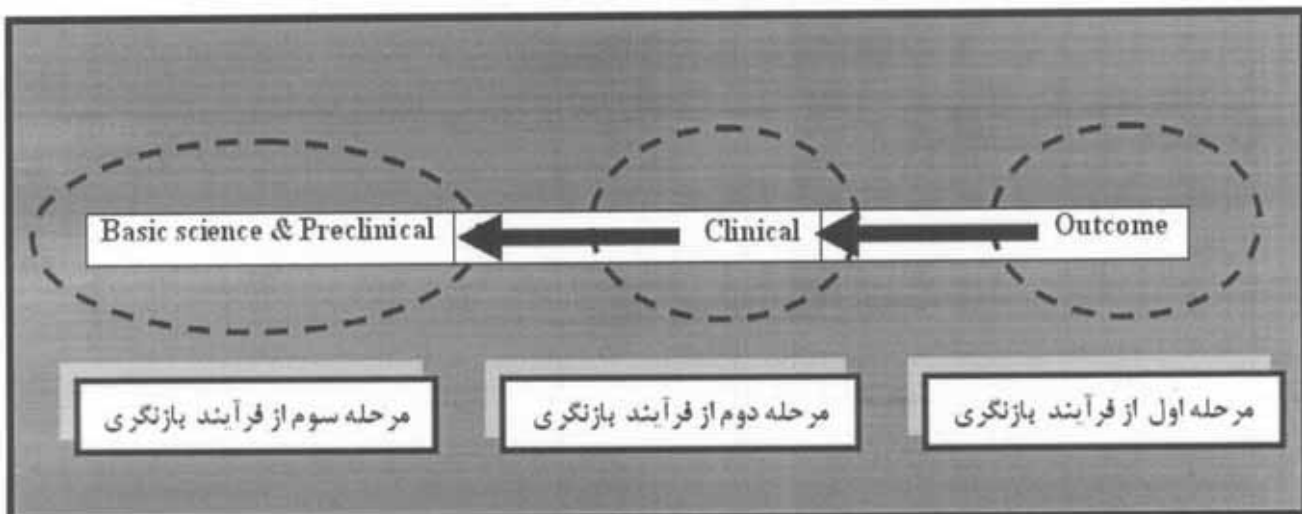 Basic science & Preclinical Clinical Outcome
مرحله اول از فرآیند بازنگری
مرحله دوم از فرآیند بازنگری
مرحله سوم از فرآیند بازنگری